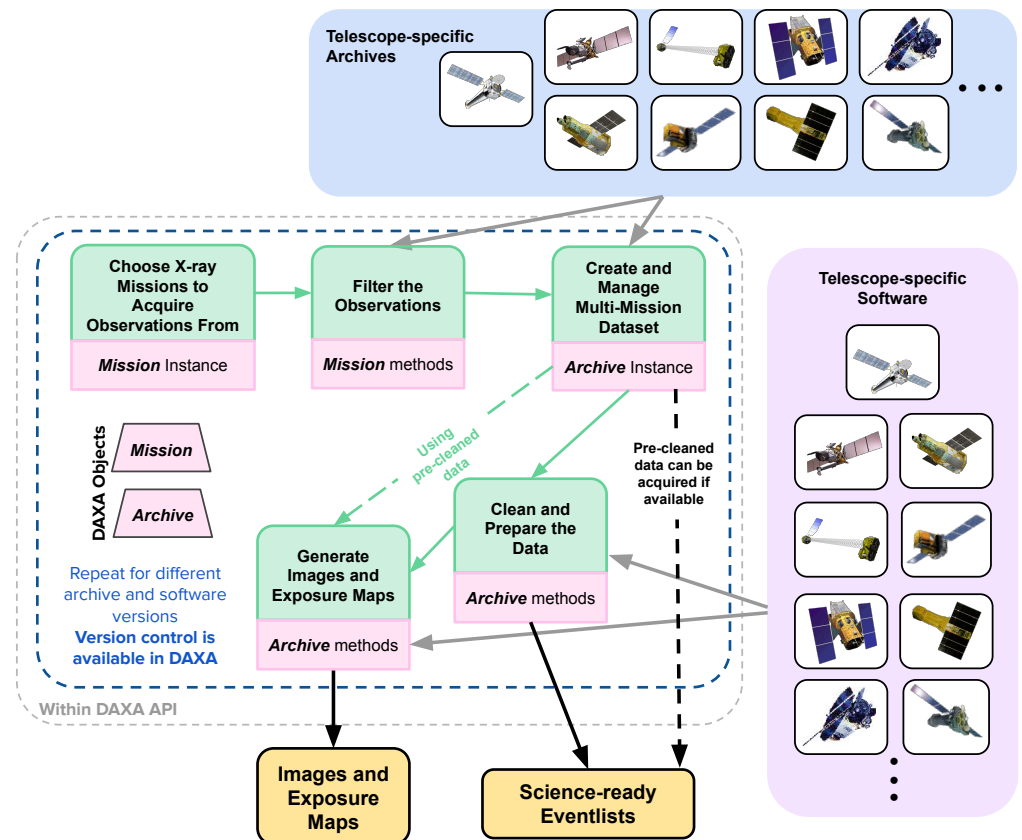 Telescope-specific
Archives
Choose X-ray
Missions to
Acquire
Observations From
Mission Instance
Filter the
Observations
Mission methods
Create and
Manage
Multi-Mission
Dataset
Archive Instance
Telescope-specific
Software
DAXA Objects
Mission
Archive
Using
pre-cleaned
data
Pre-cleaned
data can be
acquired if
available
Clean and
Prepare the
Data
Archive methods
Generate
Images and
Exposure Maps
Archive methods
Repeat for different
archive and software
versions
Version control is
available in DAXA
Within DAXA API
Images and
Exposure
Maps
Science-ready
Eventlists